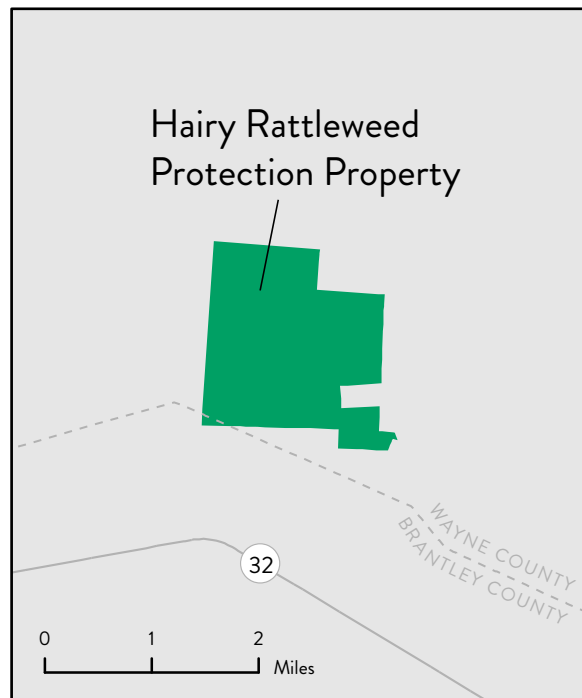 Hairy Rattleweed
Protection Property
WAYNE COUNTY
BRANTLEY COUNTY
32
0 1 2
Miles